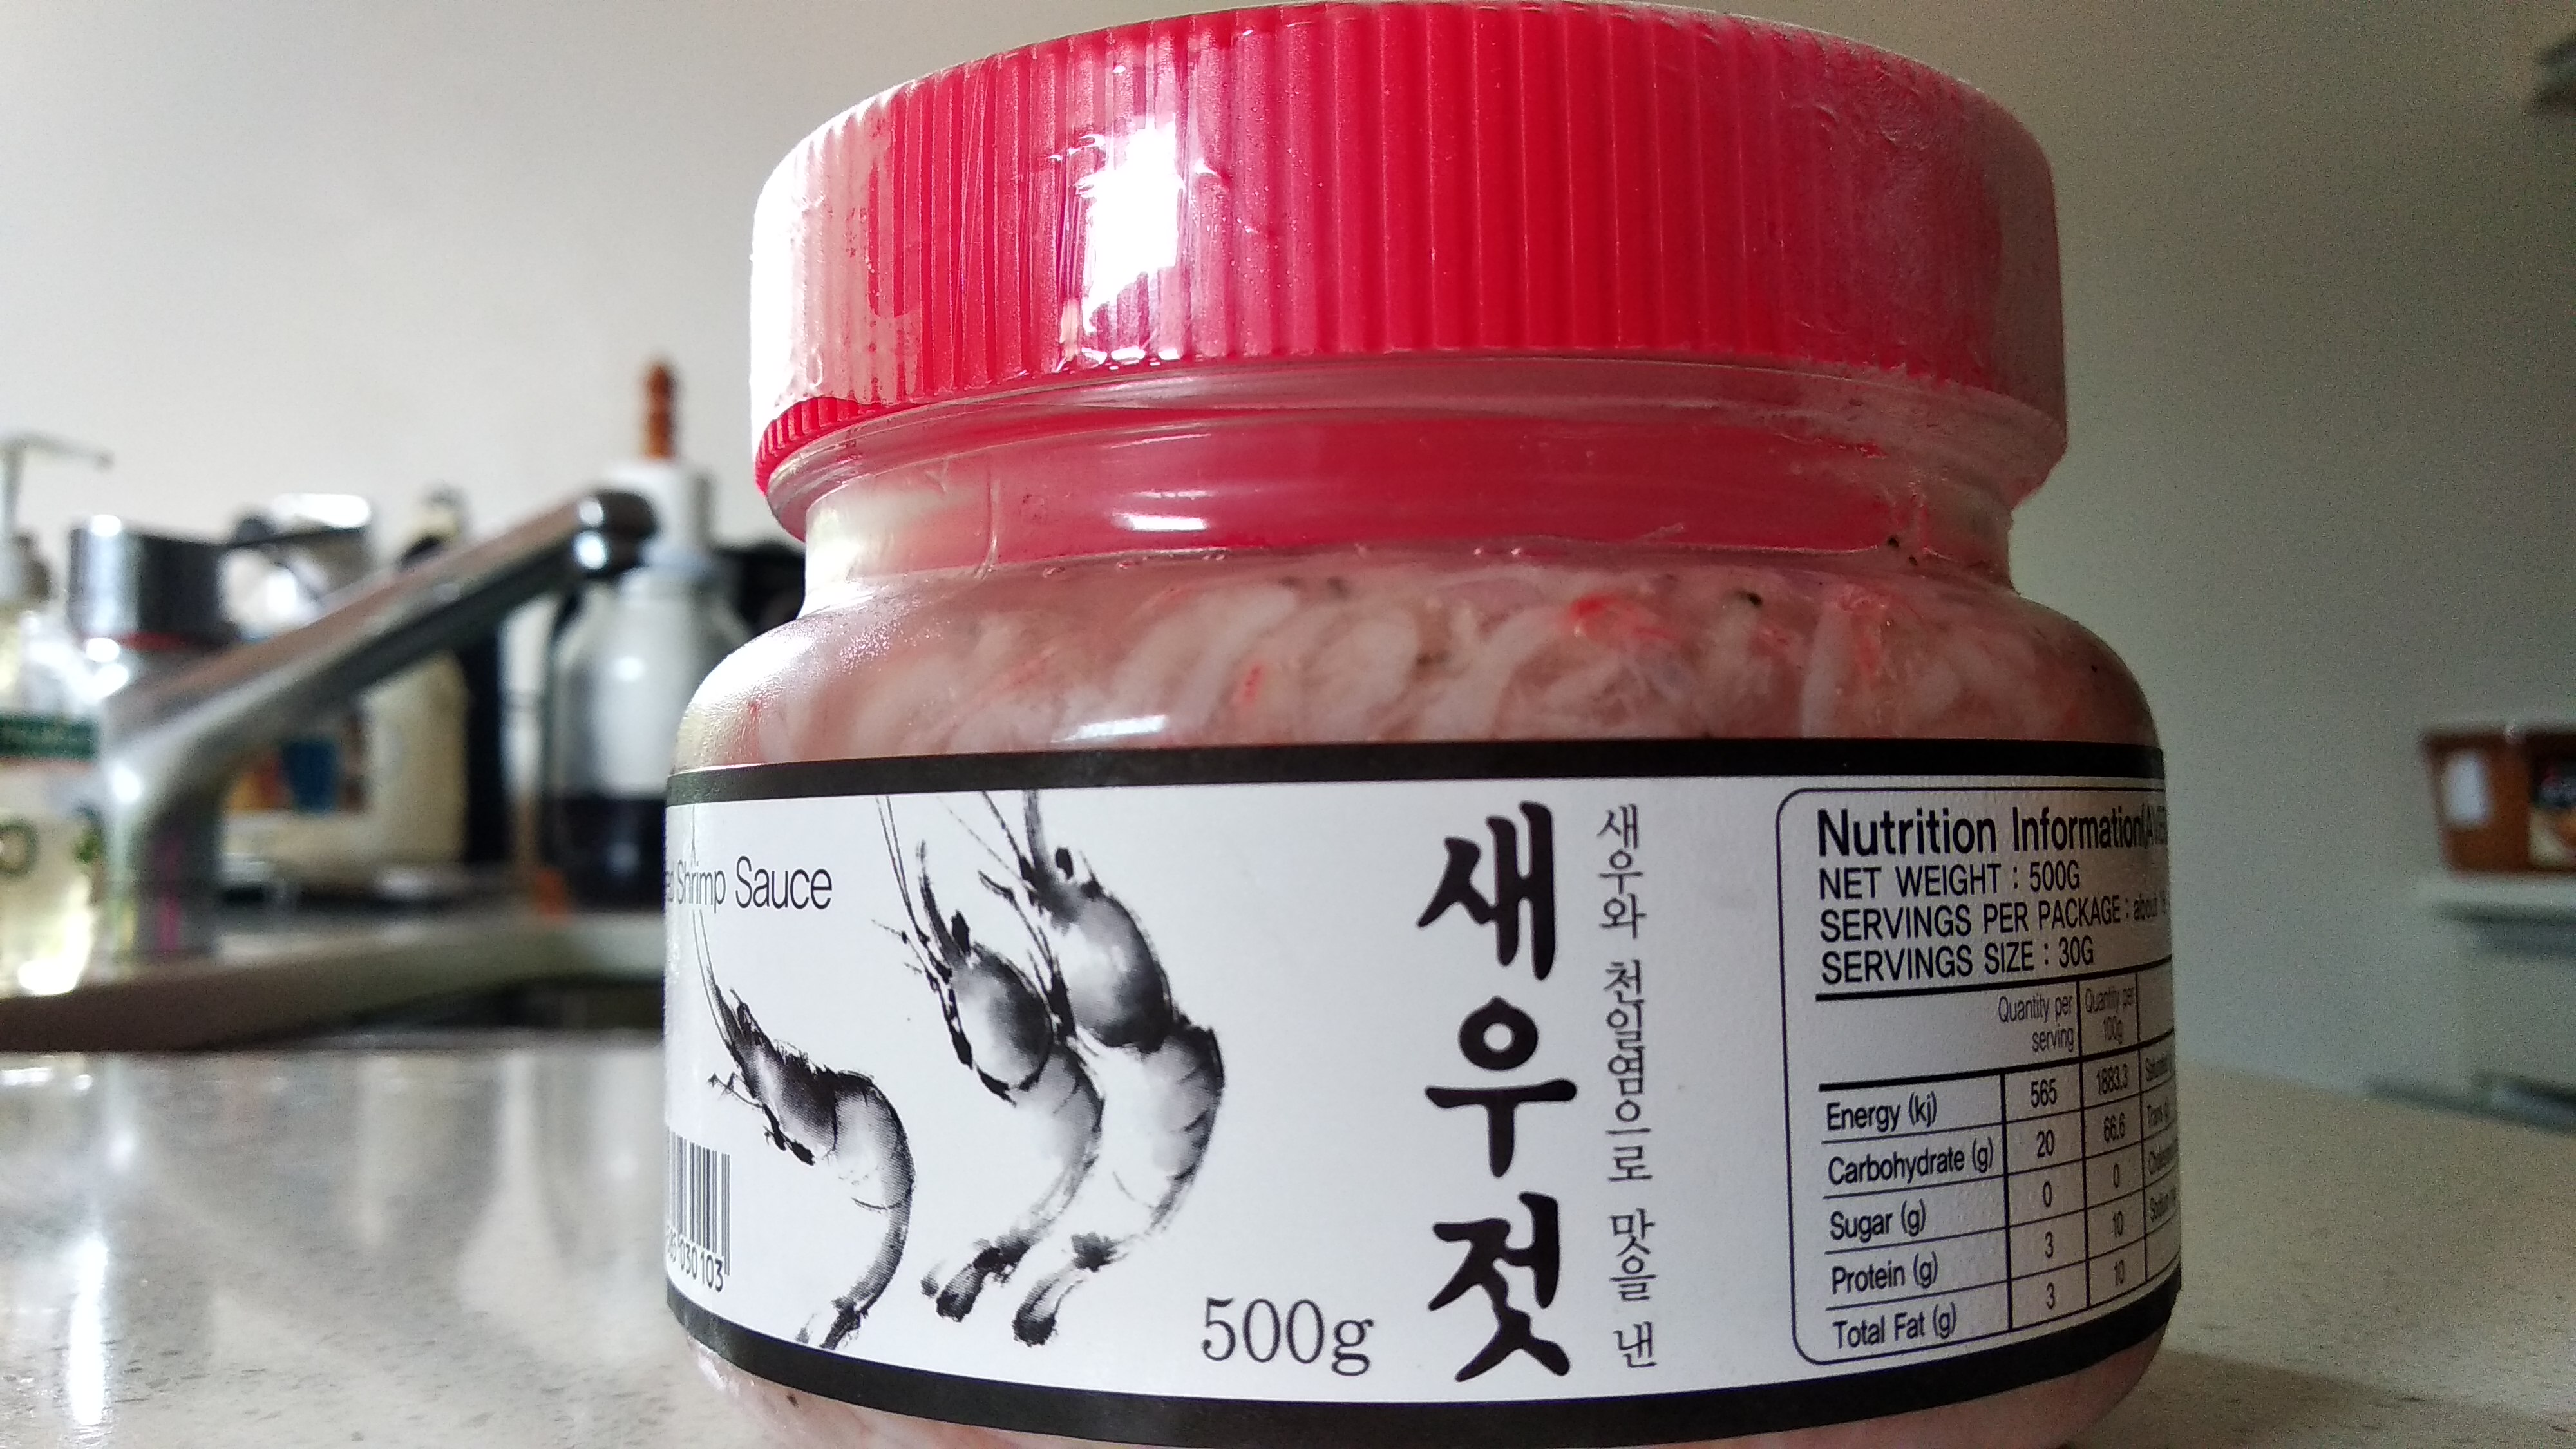 Shrimp Sauce
030103
500g
새우젓
새우와 천일염으로 맛을 낸
Nutrition Information
NET WEIGHT : 500G
SERVINGS PER PACKAGE : about
SERVINGS SIZE : 30G
Quantity per serving Quantity per 100g
Energy (kj) 565 1883.3
Carbohydrate (g) 20 66.6
Sugar (g) 0 0
Protein (g) 3 10
Total Fat (g) 3 10